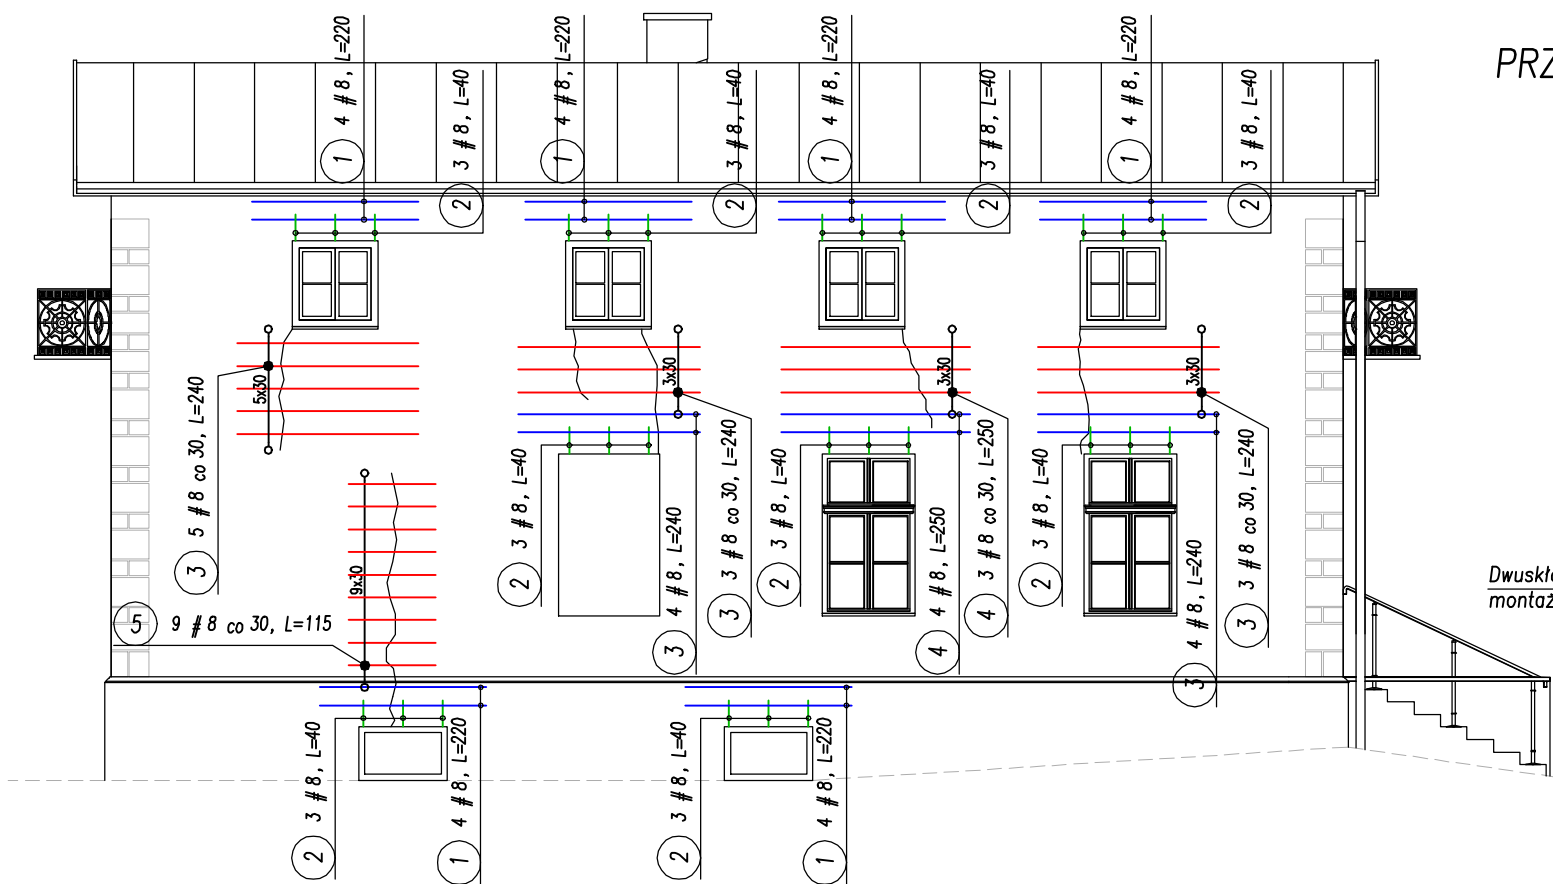 4 #8, L=220
1
3 #8, L=40
2
4 #8, L=220
1
3 #8, L=40
2
4 #8, L=220
1
3 #8, L=40
2
4 #8, L=220
1
3 #8, L=40
2
PRZ
5x30
3 5 #8 co 30, L=240
3x30
3 3 #8 co 30, L=240
2 3 #8, L=40
3 4 #8, L=240
3x30
4 3 #8 co 30, L=250
2 3 #8, L=40
4 4 #8, L=250
3x30
3 3 #8 co 30, L=240
2 3 #8, L=40
3 4 #8, L=240
9x30
5 9 #8 co 30, L=115
Dwuskł
montaż
2 3 #8, L=40
1 4 #8, L=220
2 3 #8, L=40
1 4 #8, L=220